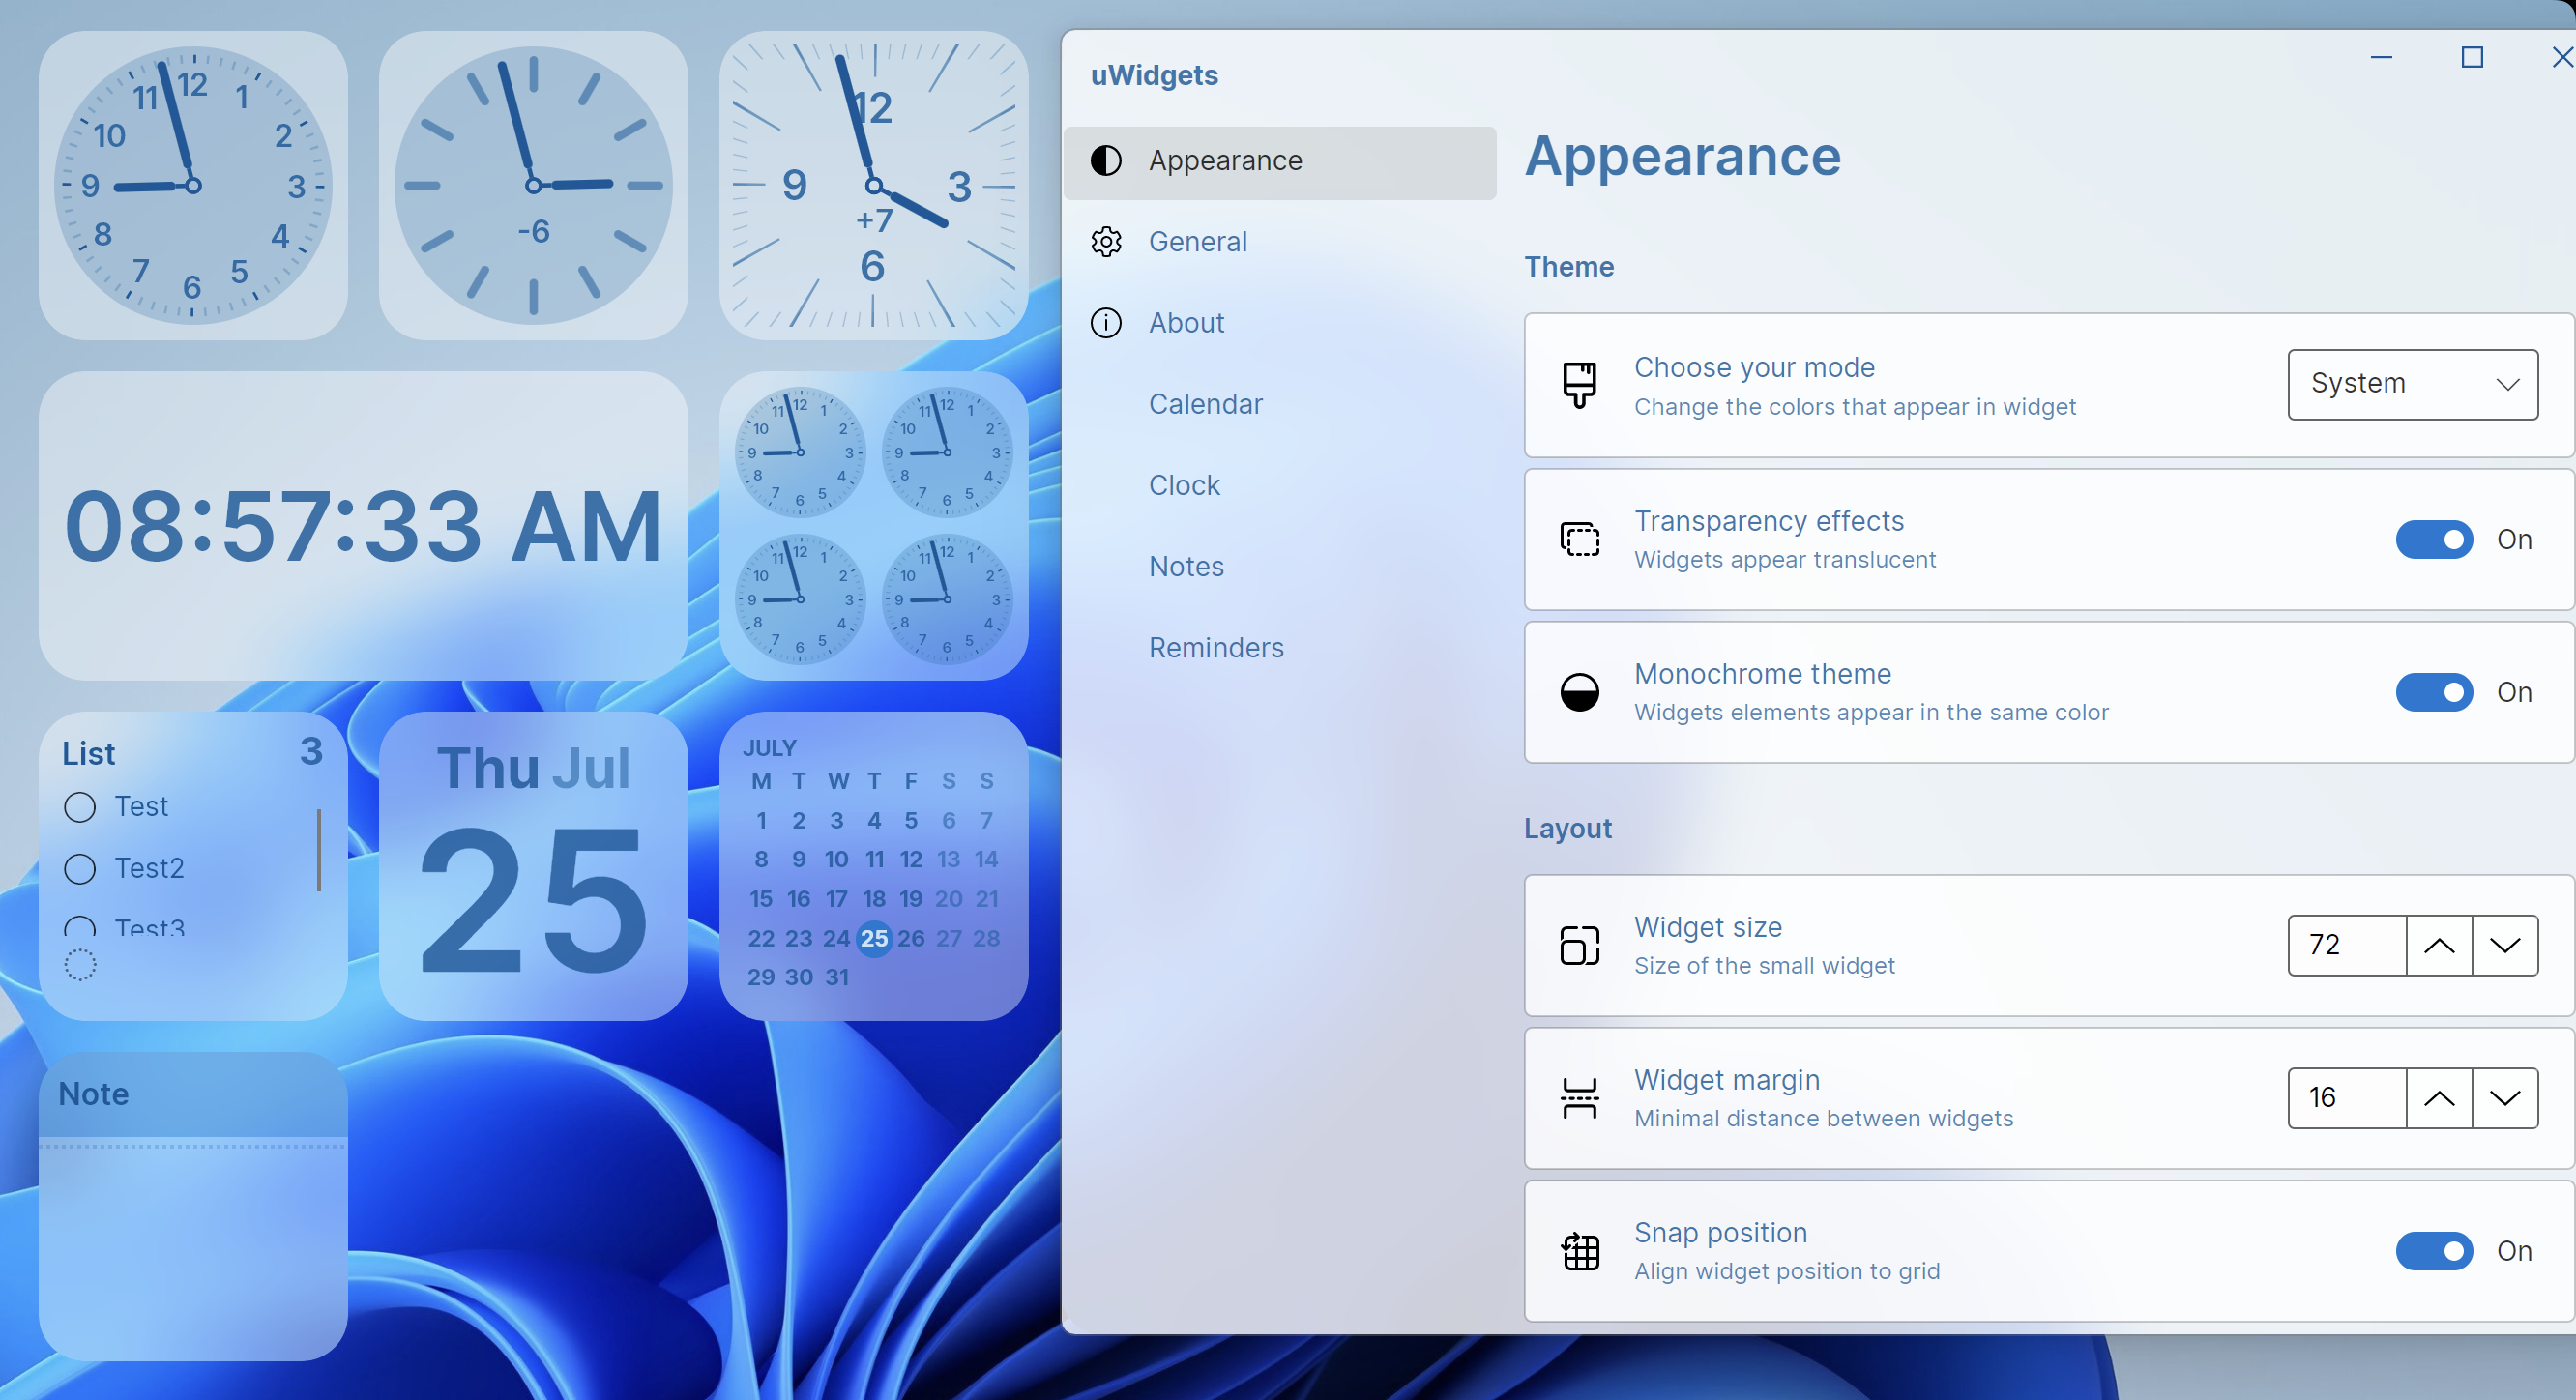 12
11
1
10
2
9
3
8
4
7
5
6
-6
12
9
3
+7
6
08:57:33 AM
12
11
1
10
2
9
3
8
4
7
5
6
12
11
1
10
2
9
3
8
4
7
5
6
12
11
1
10
2
9
3
8
4
7
5
6
12
11
1
10
2
9
3
8
4
7
5
6
List 3
Test
Test2
Test3
Thu Jul
25
JULY
M T W T F S S
1 2 3 4 5 6 7
8 9 10 11 12 13 14
15 16 17 18 19 20 21
22 23 24 25 26 27 28
29 30 31
Note
uWidgets
Appearance
General
About
Calendar
Clock
Notes
Reminders
Appearance
Theme
Choose your mode
Change the colors that appear in widget
System
Transparency effects
Widgets appear translucent
On
Monochrome theme
Widgets elements appear in the same color
On
Layout
Widget size
Size of the small widget
72
Widget margin
Minimal distance between widgets
16
Snap position
Align widget position to grid
On